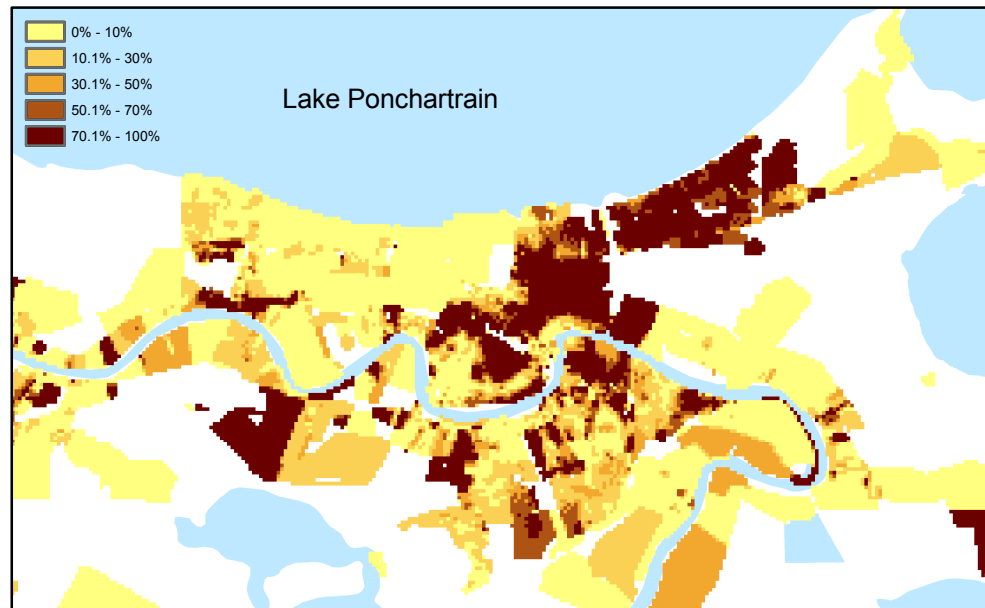 0% - 10%
10.1% - 30%
30.1% - 50%
50.1% - 70%
70.1% - 100%
Lake Ponchartrain